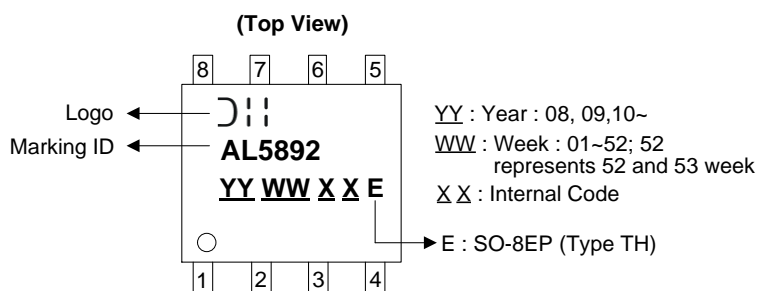 (Top View)
8 7 6 5
Logo
Marking ID
AL5892
YY WW X X E
YY : Year : 08, 09,10~
WW : Week : 01~52; 52
represents 52 and 53 week
X X : Internal Code
E : SO-8EP (Type TH)
1 2 3 4